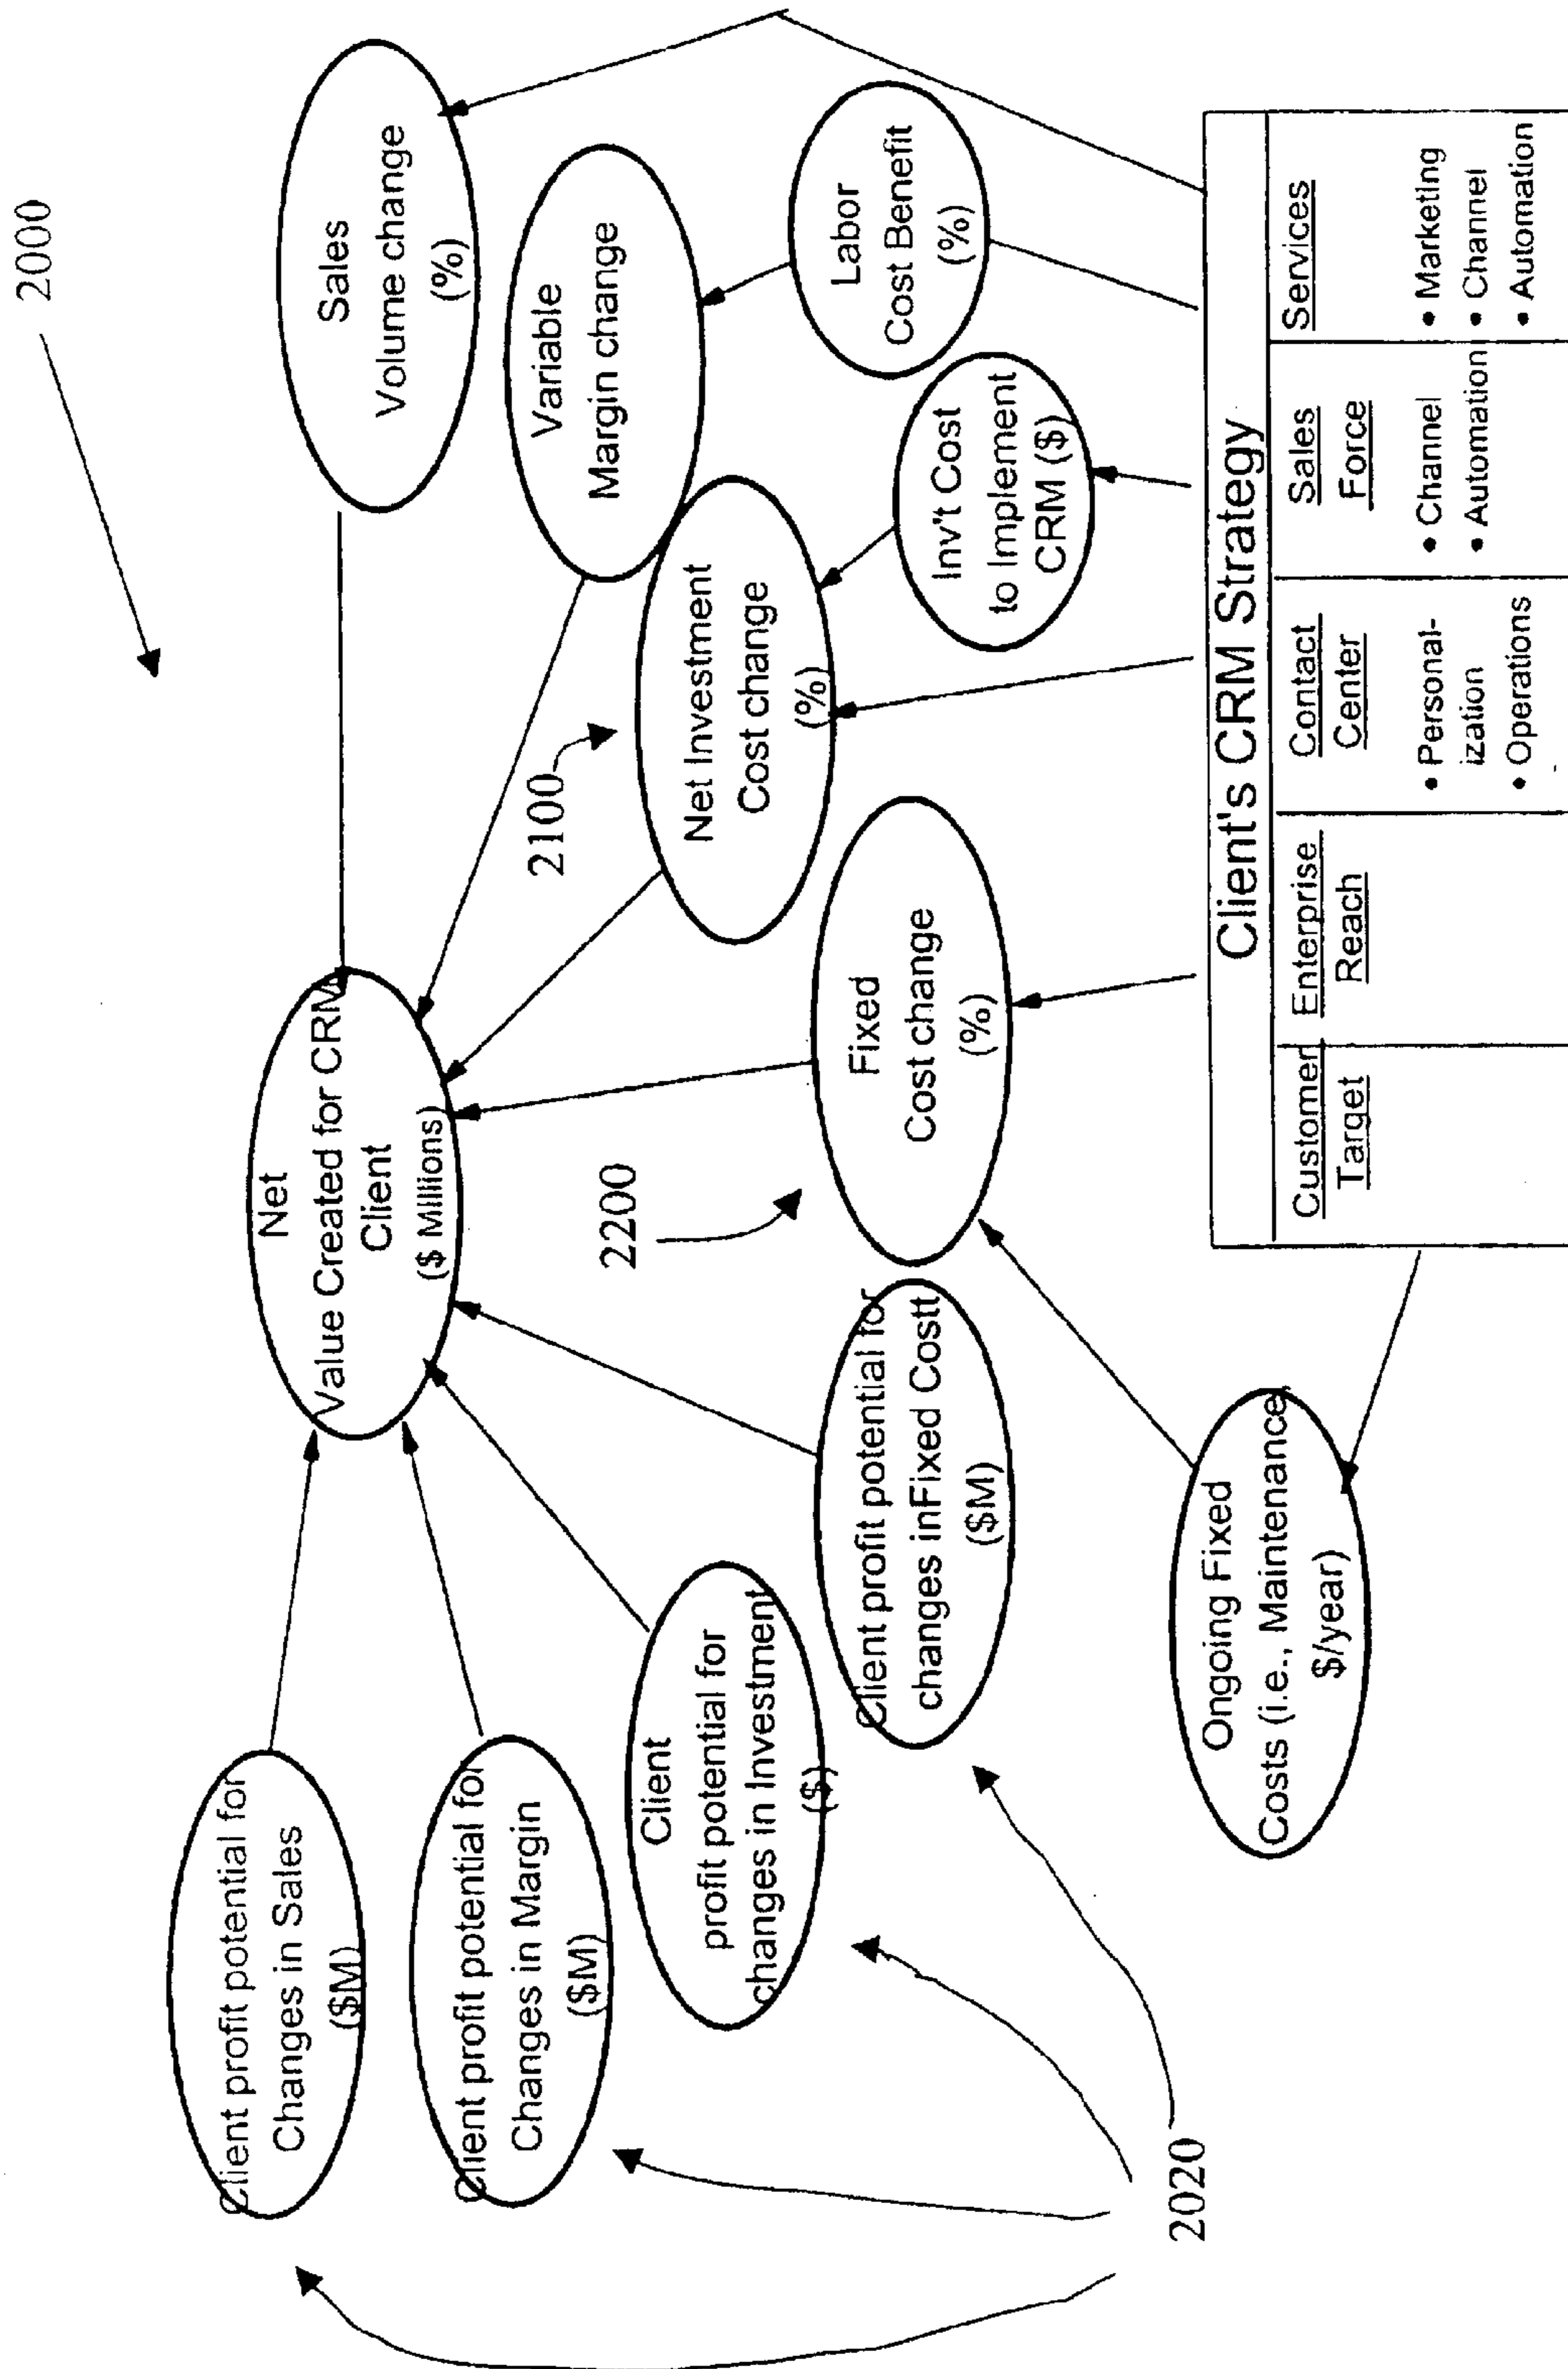 2000
Net
Value Created for CRM
Client
($ Millions)
Sales
Volume change
(%)
Variable
Margin change
Net Investment
Cost change
(%)
2100
Labor
Cost Benefit
(%)
Inv't Cost
to Implement
CRM ($)
Fixed
Cost change
(%)
2200
Client profit potential for
Changes in Sales
($M)
Client profit potential for
Changes in Margin
($M)
Client
profit potential for
changes in Investment
($)
Client profit potential for
changes inFixed Costt
($M)
Ongoing Fixed
Costs (i.e., Maintenance,
$/year)
2020
Client's CRM Strategy
Customer
Target
Enterprise
Reach
Contact
Center
• Personal-
ization
• Operations
Sales
Force
• Channel
• Automation
Services
• Marketing
• Channel
• Automation